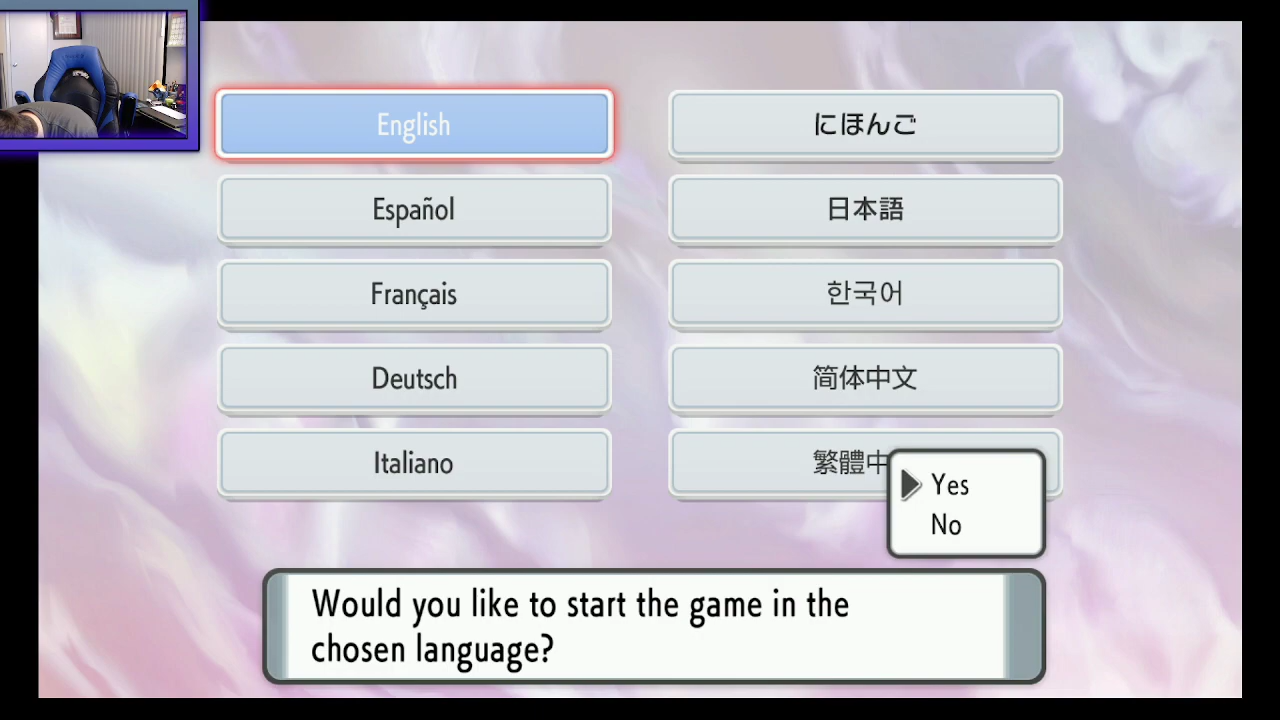 English
Español
Français
Deutsch
Italiano
にほんご
日本語
한국어
简体中文
繁體中
Yes
No
Would you like to start the game in the
chosen language?